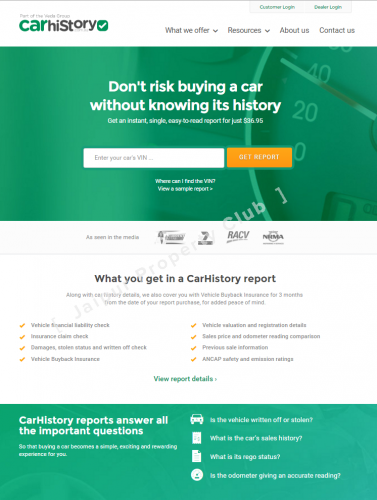 Customer Login
Dealer Login
Part of the Veda Group
carhistory
What we offer
Resources
About us
Contact us
Don't risk buying a car
without knowing its history
Get an instant, single, easy-to-read report for just $36.95
Enter your car's VIN ...
GET REPORT
Where can I find the VIN?
View a sample report >
As seen in the media
7
RACV
NRMA
What you get in a CarHistory report
Along with car history details, we also cover you with Vehicle Buyback Insurance for 3 months
from the date of your report purchase, for added peace of mind.
Vehicle financial liability check
Insurance claim check
Damages, stolen status and written off check
Vehicle Buyback Insurance
Vehicle valuation and registration details
Sales price and odometer reading comparison
Previous sale information
ANCAP safety and emission ratings
View report details ›
CarHistory reports answer all
the important questions
So that buying a car becomes a simple, exciting and rewarding
experience for you.
Is the vehicle written off or stolen?
What is the car's sales history?
What is its rego status?
Is the odometer giving an accurate reading?